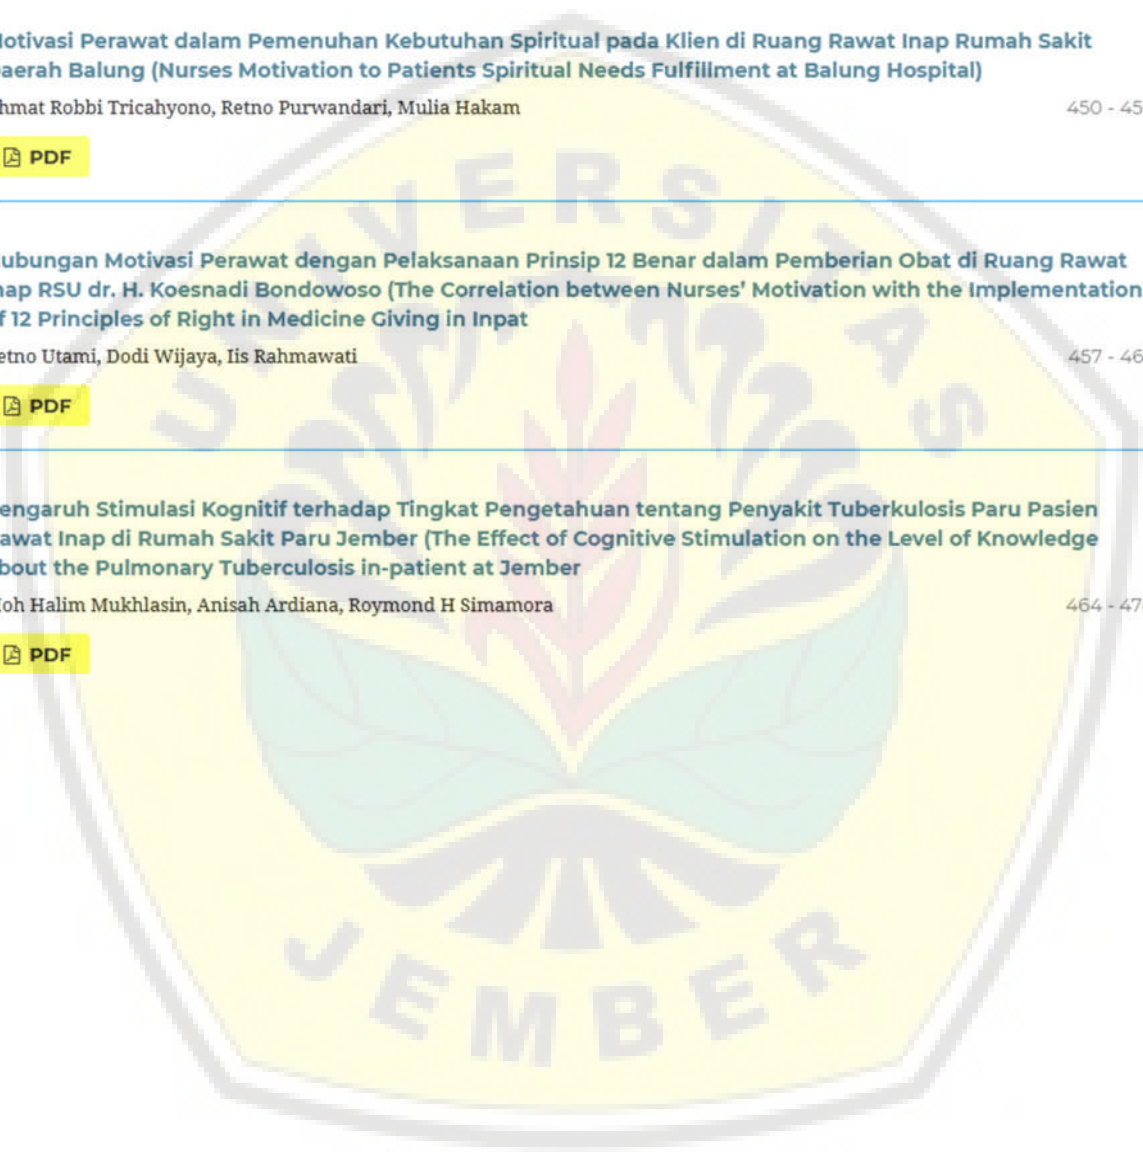 otivasi Perawat dalam Pemenuhan Kebutuhan Spiritual pada Klien di Ruang Rawat Inap Rumah Sakit
aerah Balung (Nurses Motivation to Patients Spiritual Needs Fulfillment at Balung Hospital)
hmat Robbi Tricahyono, Retno Purwandari, Mulia Hakam 450 - 45
PDF
ubungan Motivasi Perawat dengan Pelaksanaan Prinsip 12 Benar dalam Pemberian Obat di Ruang Rawat
nap RSU dr. H. Koesnadi Bondowoso (The Correlation between Nurses’ Motivation with the Implementation
f 12 Principles of Right in Medicine Giving in Inpat
etno Utami, Dodi Wijaya, Iis Rahmawati 457 - 46
PDF
engaruh Stimulasi Kognitif terhadap Tingkat Pengetahuan tentang Penyakit Tuberkulosis Paru Pasien
awat Inap di Rumah Sakit Paru Jember (The Effect of Cognitive Stimulation on the Level of Knowledge
bout the Pulmonary Tuberculosis in-patient at Jember
oh Halim Mukhlasin, Anisah Ardiana, Roymond H Simamora 464 - 47
PDF
UNIVERSITAS
JEMBER